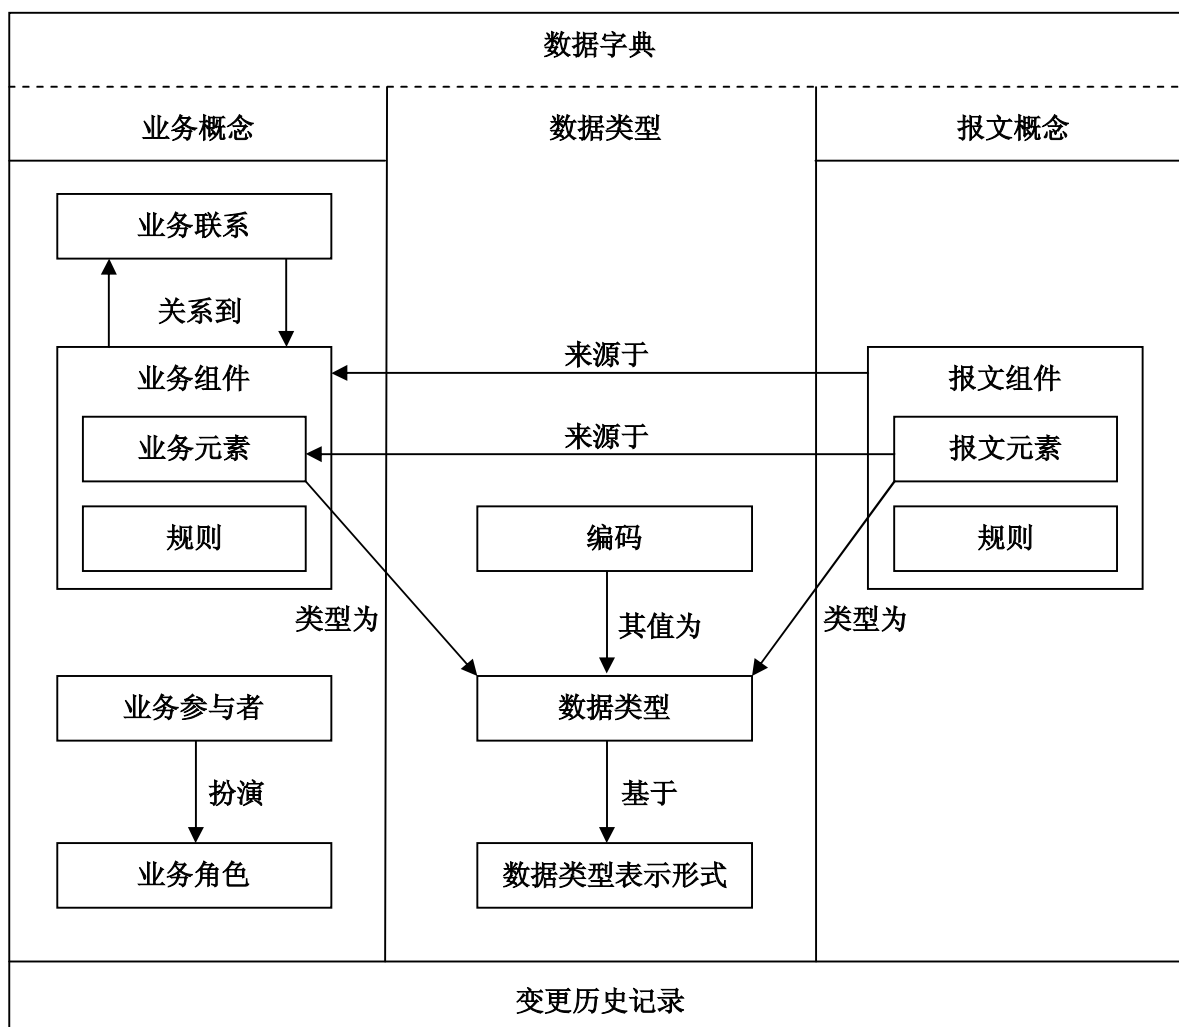 数据字典
业务概念
数据类型
报文概念
业务联系
关系到
来源于
业务组件
报文组件
来源于
业务元素
报文元素
规则
编码
规则
类型为
其值为
类型为
业务参与者
数据类型
扮演
基于
业务角色
数据类型表示形式
变更历史记录